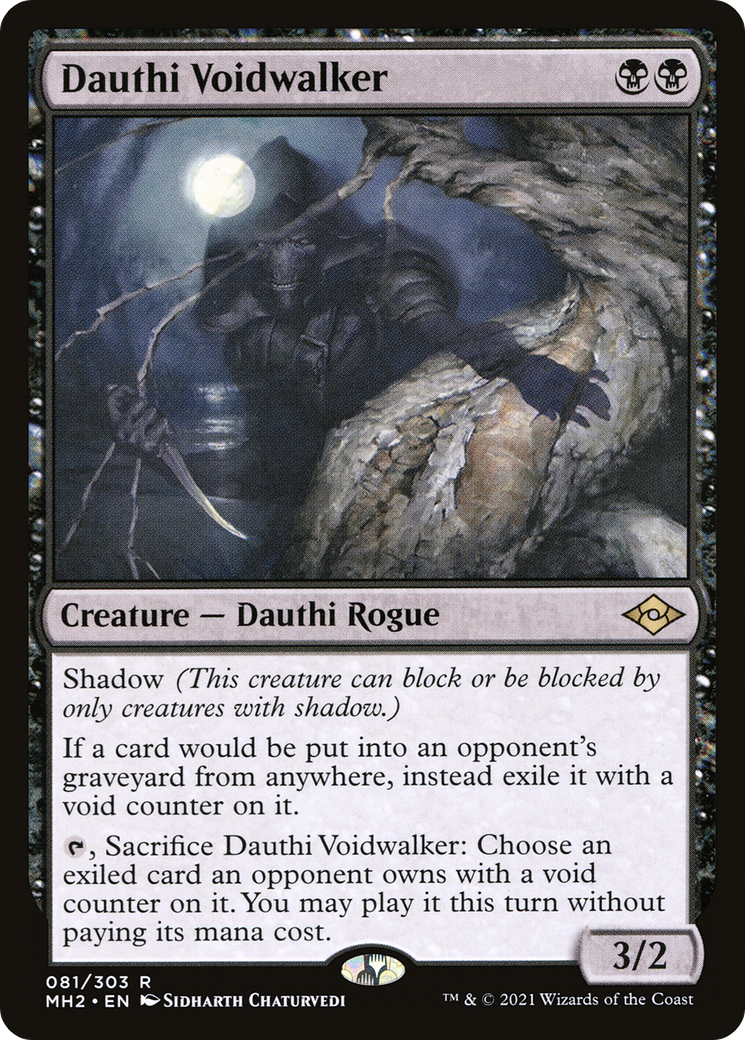 Dauthi Voidwalker
Creature — Dauthi Rogue
Shadow (This creature can block or be blocked by
only creatures with shadow.)
If a card would be put into an opponent's
graveyard from anywhere, instead exile it with a
void counter on it.
, Sacrifice Dauthi Voidwalker: Choose an
exiled card an opponent owns with a void
counter on it. You may play it this turn without
paying its mana cost.
3/2
081/303 R
MH2 • EN Sidharth Chaturvedi
™ & © 2021 Wizards of the Coast